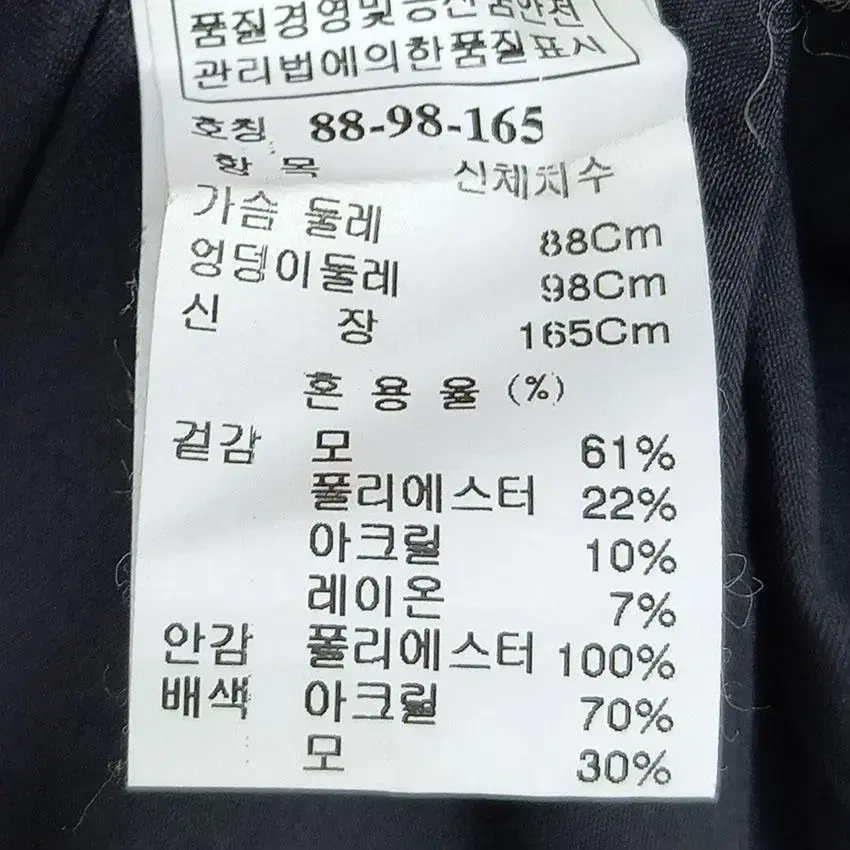 품질경영및공산품안전
관리법에의한품질표시
호칭 88-98-165
항 목 신체치수
가슴 둘레 88Cm
엉덩이둘레 98Cm
신 장 165Cm
혼 용 율 (%)
겉감 모 61%
폴리에스터 22%
아크릴 10%
레이온 7%
안감 폴리에스터 100%
배색 아크릴 70%
모 30%